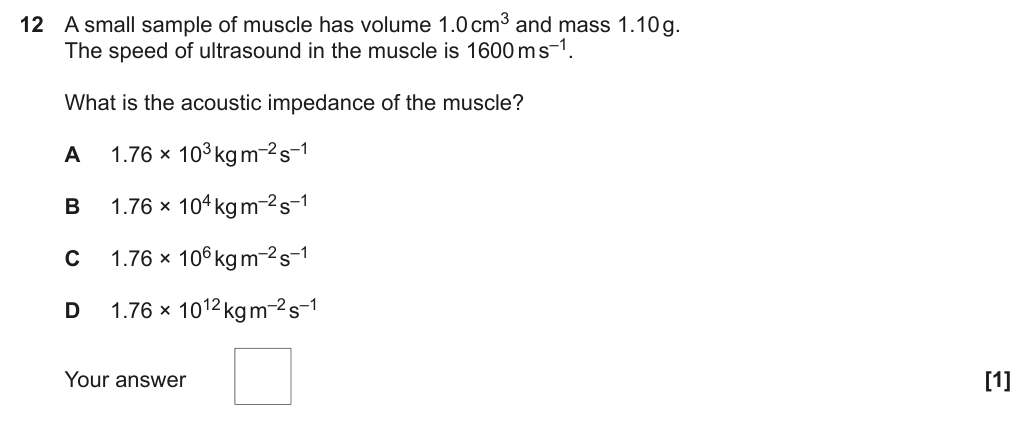 12 A small sample of muscle has volume 1.0 cm³ and mass 1.10 g.
The speed of ultrasound in the muscle is 1600 m s⁻¹.
What is the acoustic impedance of the muscle?
A 1.76 × 10³ kg m⁻² s⁻¹
B 1.76 × 10⁴ kg m⁻² s⁻¹
C 1.76 × 10⁶ kg m⁻² s⁻¹
D 1.76 × 10¹² kg m⁻² s⁻¹
Your answer [1]